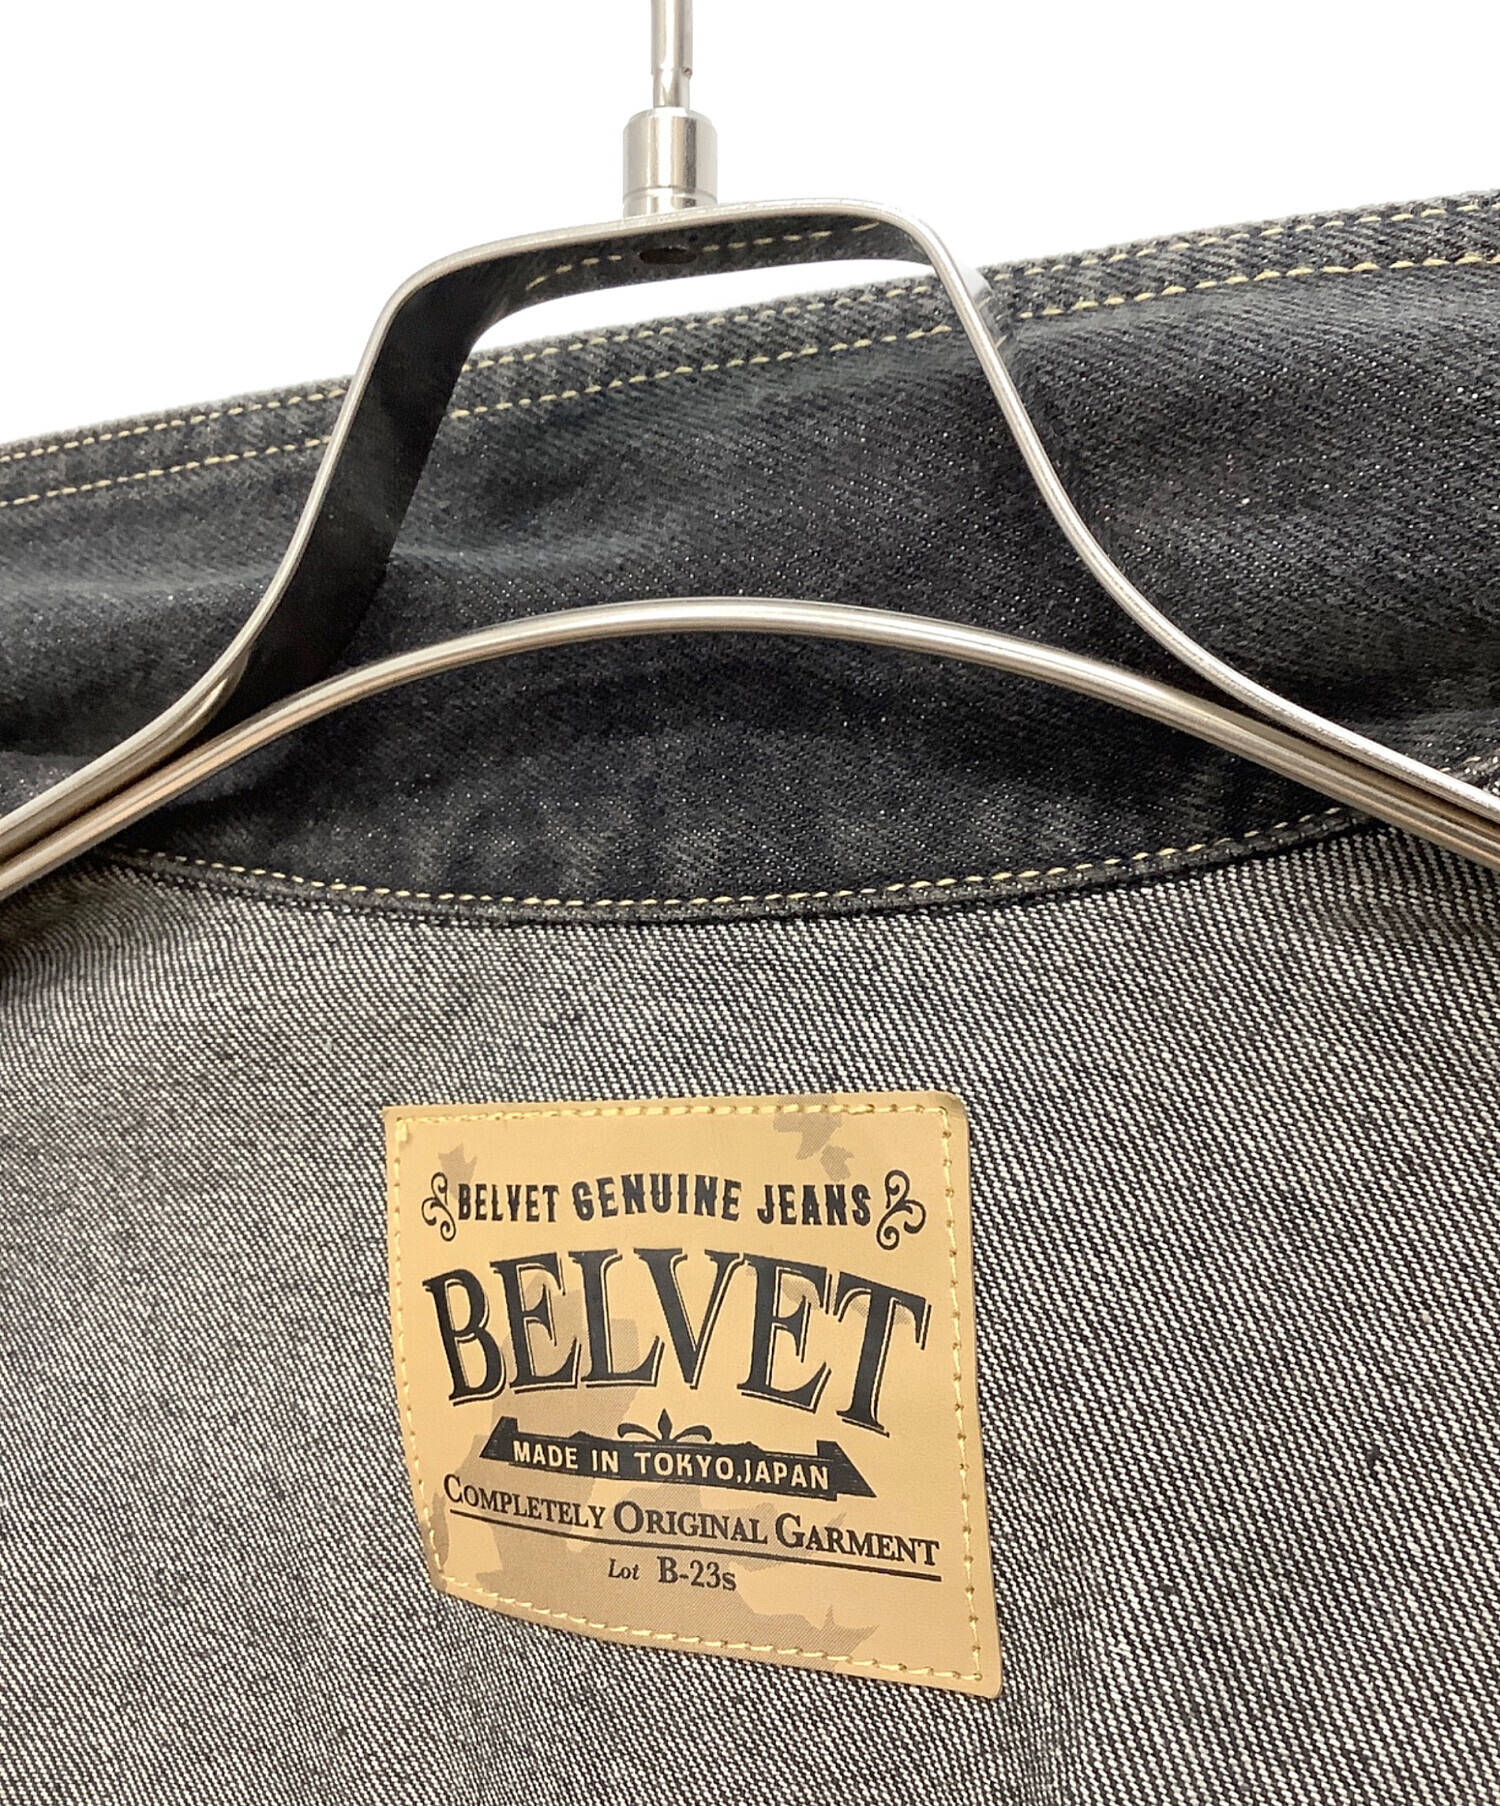 BELVET GENUINE JEANS
BELVET
MADE IN TOKYO,JAPAN
COMPLETELY ORIGINAL GARMENT
Lot B-23s